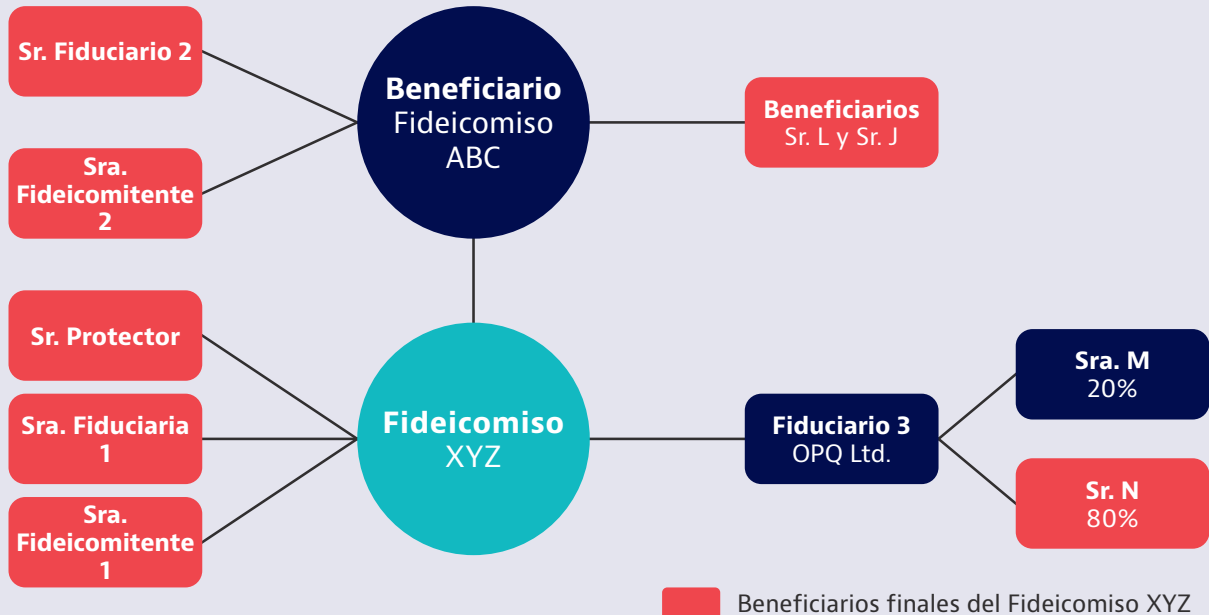 Sr. Fiduciario 2
Sra.
Fideicomitente
2
Beneficiario
Fideicomiso
ABC
Beneficiarios
Sr. L y Sr. J
Sr. Protector
Sra. Fiduciaria
1
Sra.
Fideicomitente
1
Fideicomiso
XYZ
Fiduciario 3
OPQ Ltd.
Sra. M
20%
Sr. N
80%
Beneficiarios finales del Fideicomiso XYZ